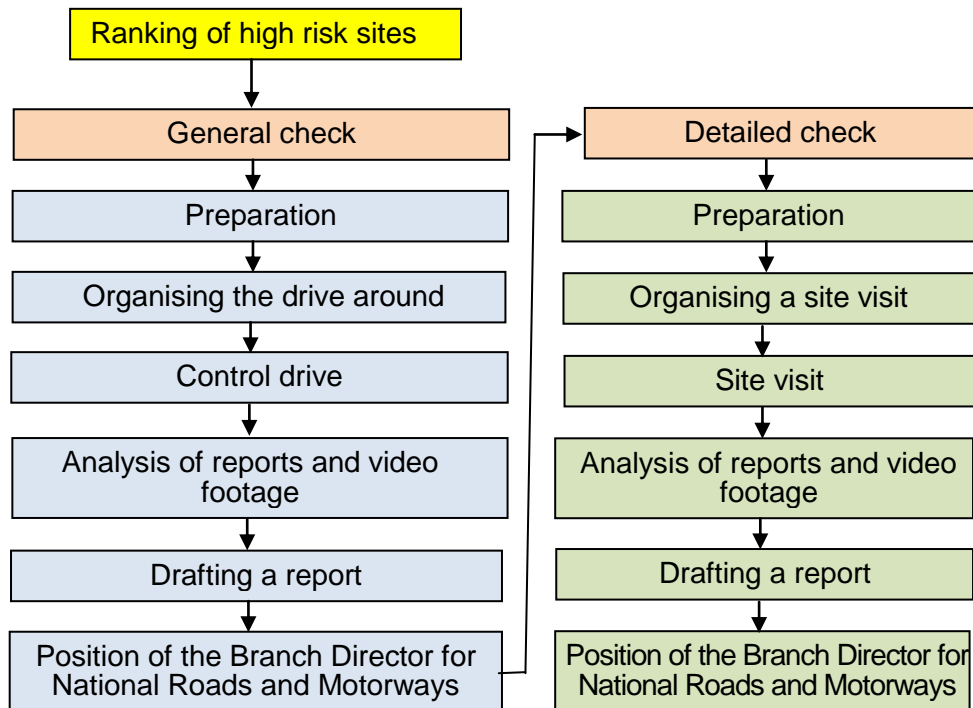 Ranking of high risk sites
General check
Preparation
Organising the drive around
Control drive
Analysis of reports and video
footage
Drafting a report
Position of the Branch Director for
National Roads and Motorways
Detailed check
Preparation
Organising a site visit
Site visit
Analysis of reports and video
footage
Drafting a report
Position of the Branch Director for
National Roads and Motorways